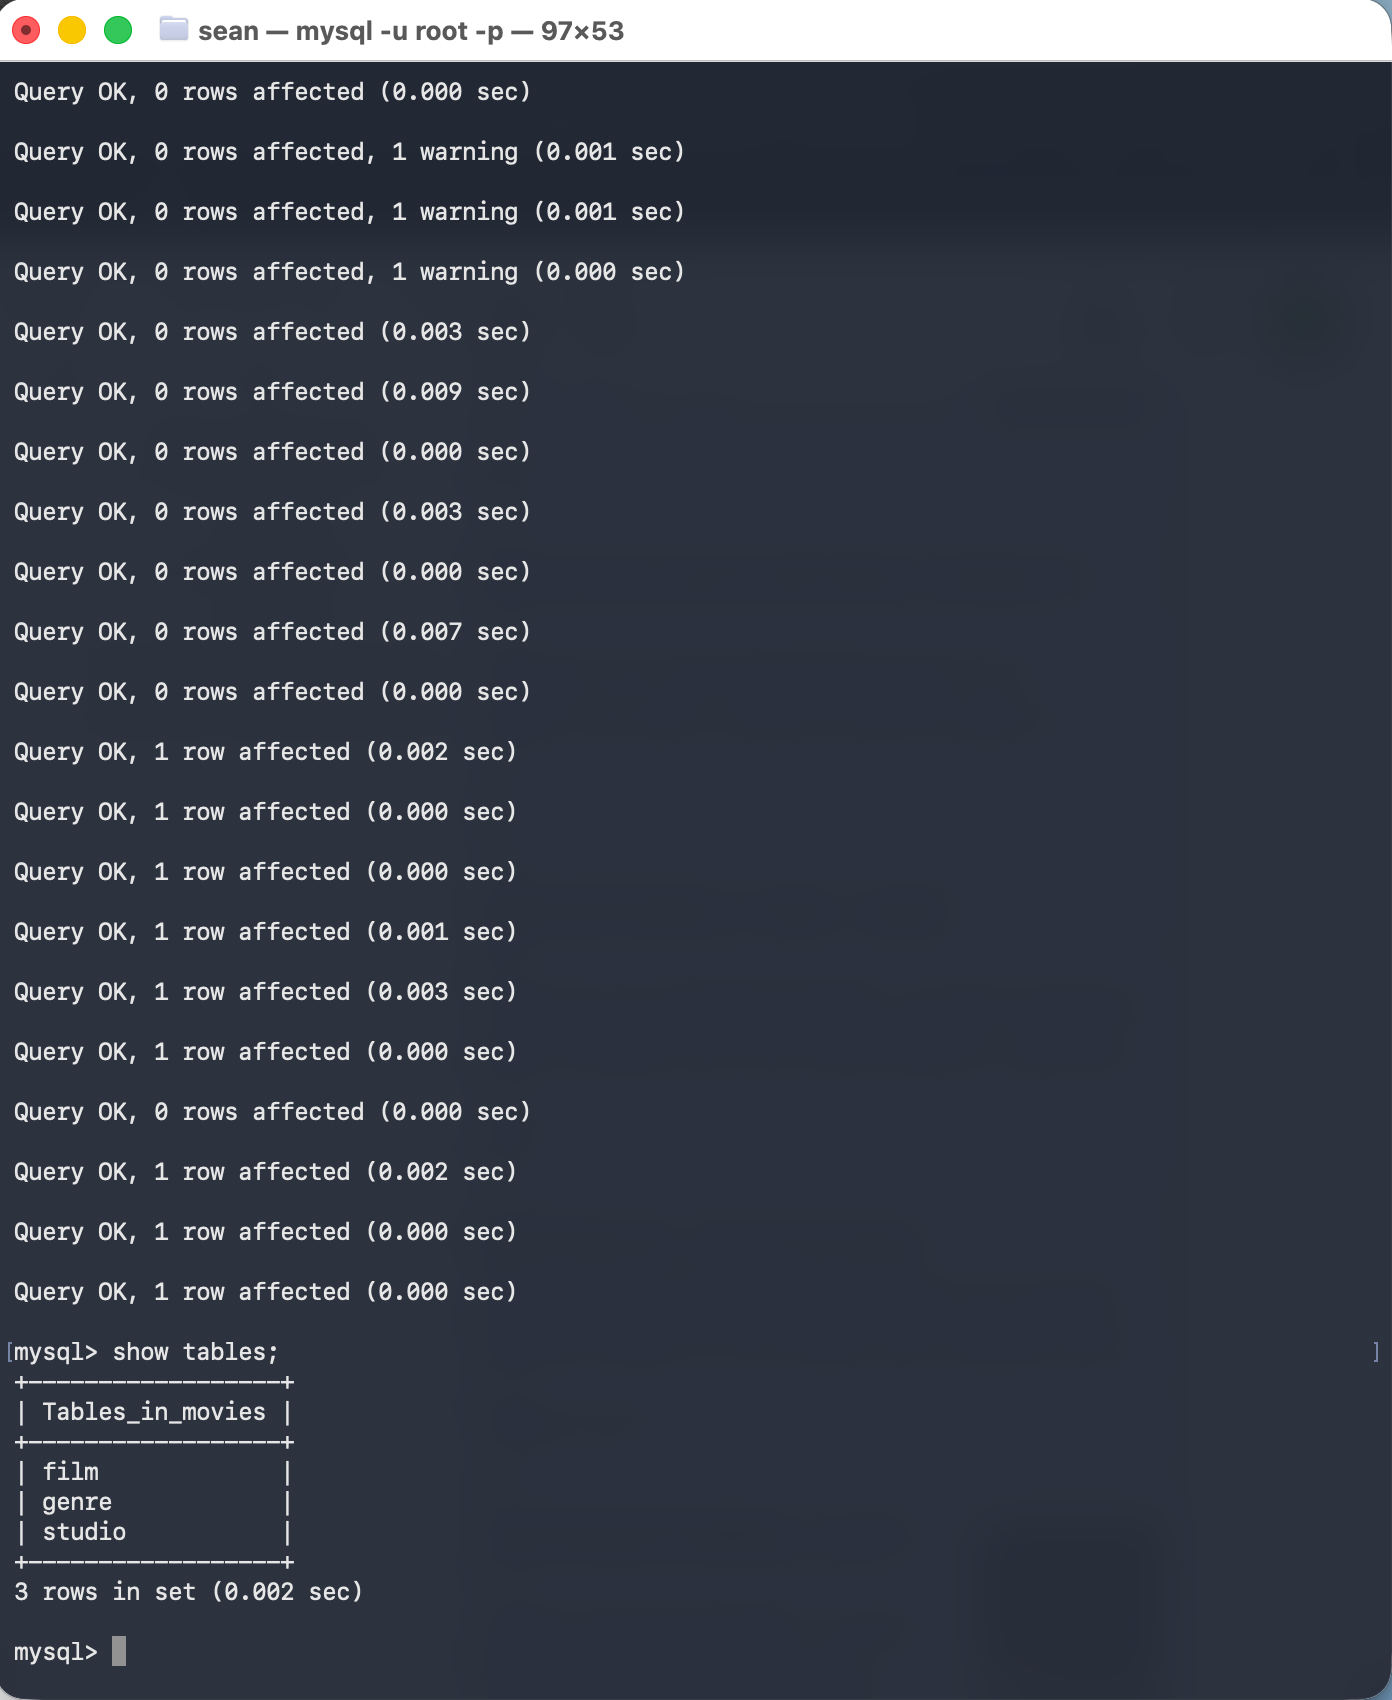 sean — mysql -u root -p — 97×53
Query OK, 0 rows affected (0.000 sec)
Query OK, 0 rows affected, 1 warning (0.001 sec)
Query OK, 0 rows affected, 1 warning (0.001 sec)
Query OK, 0 rows affected, 1 warning (0.000 sec)
Query OK, 0 rows affected (0.003 sec)
Query OK, 0 rows affected (0.009 sec)
Query OK, 0 rows affected (0.000 sec)
Query OK, 0 rows affected (0.003 sec)
Query OK, 0 rows affected (0.000 sec)
Query OK, 0 rows affected (0.007 sec)
Query OK, 0 rows affected (0.000 sec)
Query OK, 1 row affected (0.002 sec)
Query OK, 1 row affected (0.000 sec)
Query OK, 1 row affected (0.000 sec)
Query OK, 1 row affected (0.001 sec)
Query OK, 1 row affected (0.003 sec)
Query OK, 1 row affected (0.000 sec)
Query OK, 0 rows affected (0.000 sec)
Query OK, 1 row affected (0.002 sec)
Query OK, 1 row affected (0.000 sec)
Query OK, 1 row affected (0.000 sec)
[mysql> show tables; ]
+------------------+
| Tables_in_movies |
+------------------+
| film             |
| genre            |
| studio           |
+------------------+
3 rows in set (0.002 sec)
mysql>